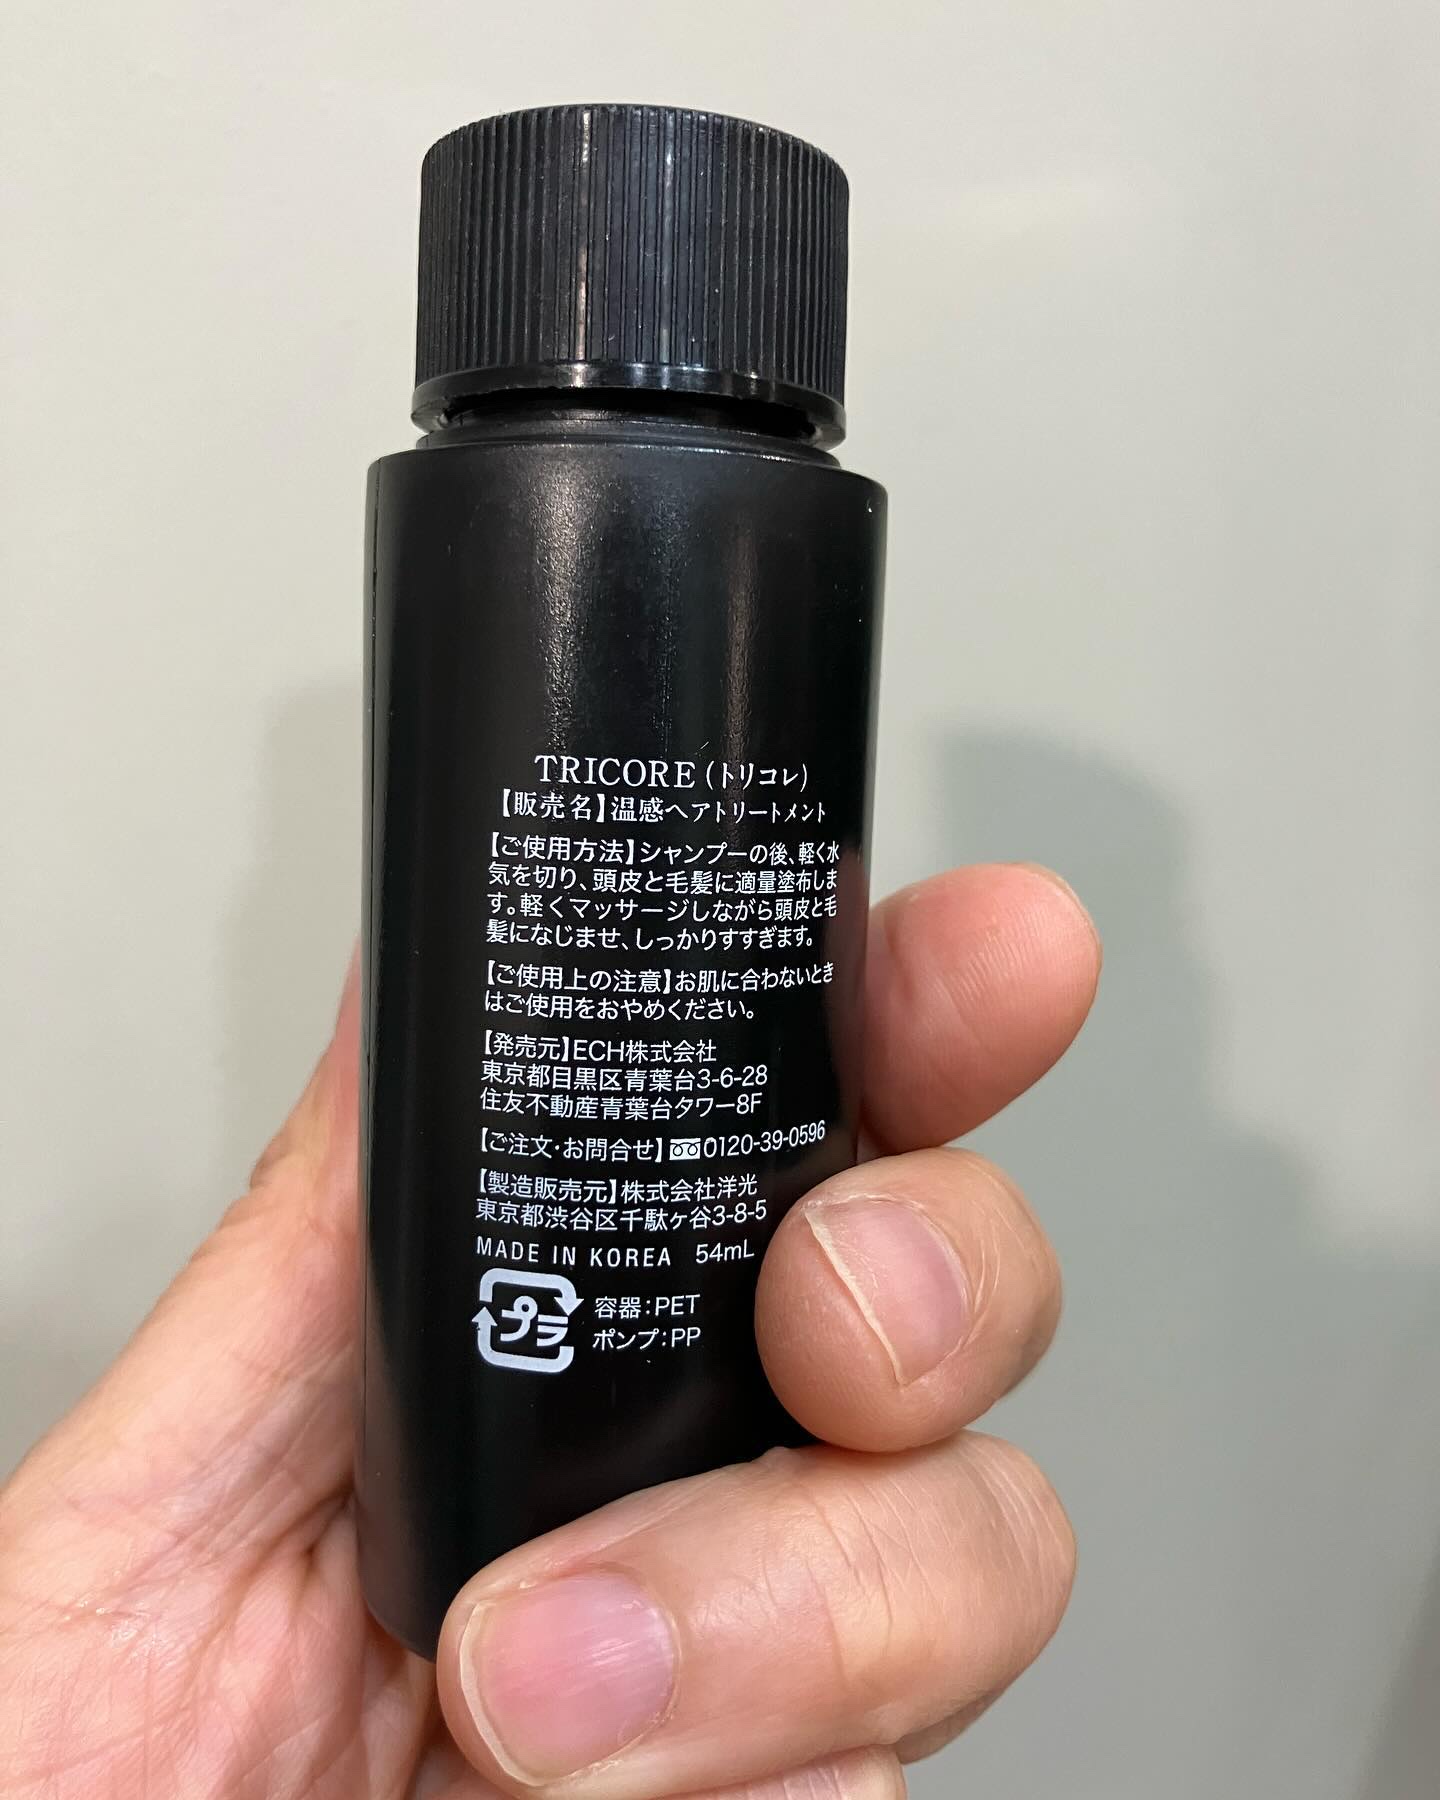 TRICORE(トリコレ)
【販売名】温感ヘアトリートメント
【ご使用方法】シャンプーの後、軽く水
気を切り、頭皮と毛髪に適量塗布しま
す。軽くマッサージしながら頭皮と毛
髪になじませ、しっかりすすぎます。
【ご使用上の注意】お肌に合わないとき
はご使用をおやめください。
【発売元】ECH株式会社
東京都目黒区青葉台3-6-28
住友不動産青葉台タワー8F
【ご注文・お問合せ】0120-39-0596
【製造販売元】株式会社洋光
東京都渋谷区千駄ヶ谷3-8-5
MADE IN KOREA 54mL
プラ
容器:PET
ポンプ:PP